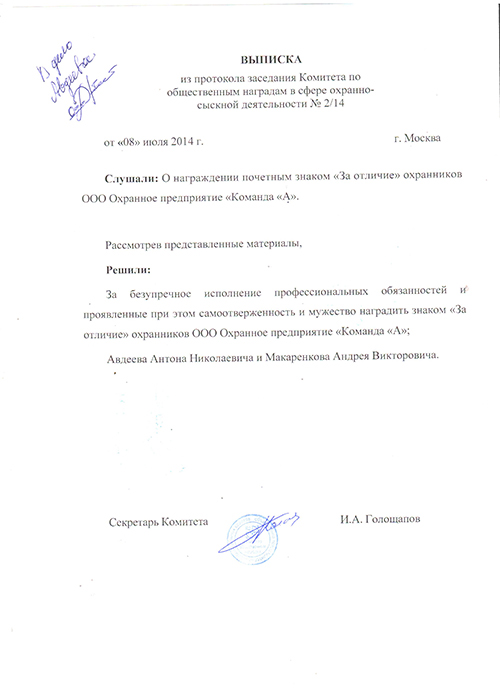 В дело
Авдеева
ВЫПИСКА
из протокола заседания Комитета по
общественным наградам в сфере охранно-
сыскной деятельности № 2/14
от «08» июля 2014 г. г. Москва
Слушали: О награждении почетным знаком «За отличие» охранников
ООО Охранное предприятие «Команда «А».
Рассмотрев представленные материалы,
Решили:
За безупречное исполнение профессиональных обязанностей и
проявленные при этом самоотверженность и мужество наградить знаком «За
отличие» охранников ООО Охранное предприятие «Команда «А»;
Авдеева Антона Николаевича и Макаренкова Андрея Викторовича.
Секретарь Комитета И.А. Голощапов